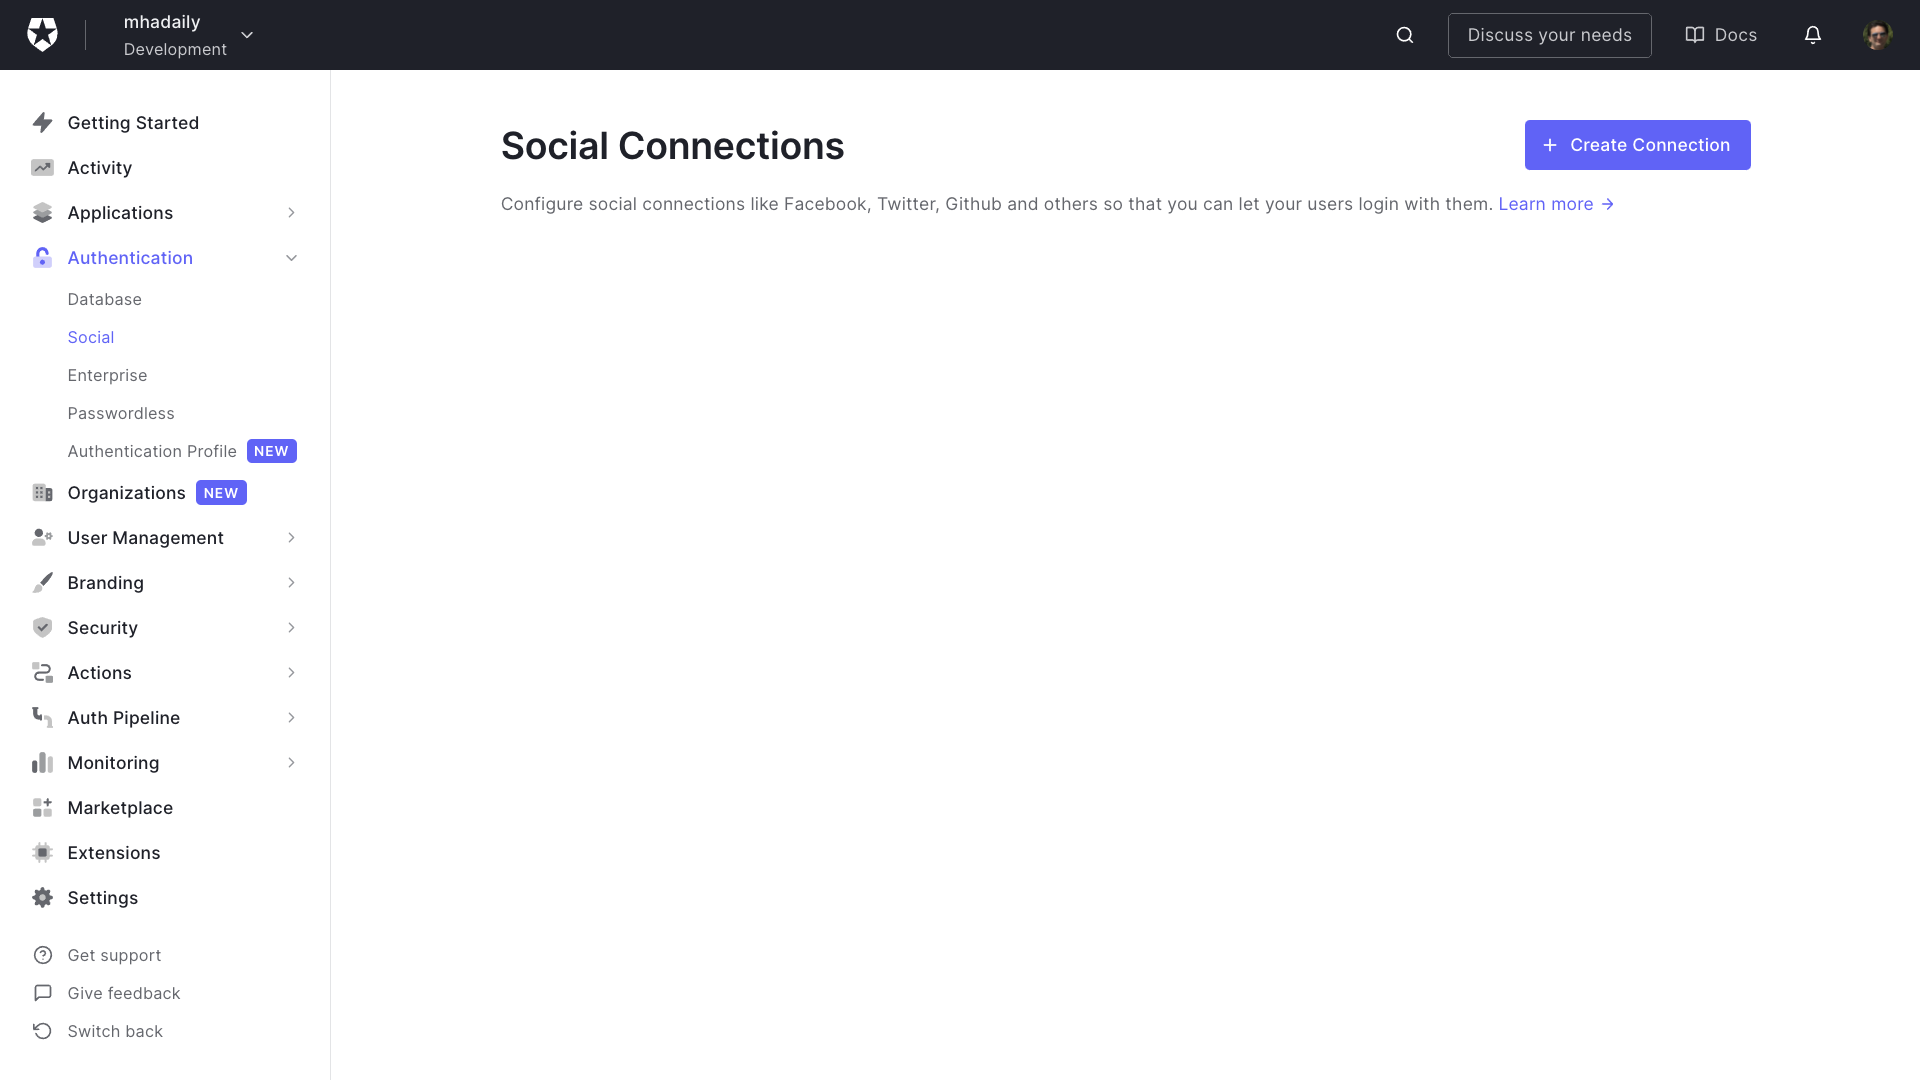 mhadaily
Development
Discuss your needs
Docs
Getting Started
Activity
Applications
Authentication
Database
Social
Enterprise
Passwordless
Authentication Profile NEW
Organizations NEW
User Management
Branding
Security
Actions
Auth Pipeline
Monitoring
Marketplace
Extensions
Settings
Get support
Give feedback
Switch back
Social Connections
+ Create Connection
Configure social connections like Facebook, Twitter, Github and others so that you can let your users login with them. Learn more →